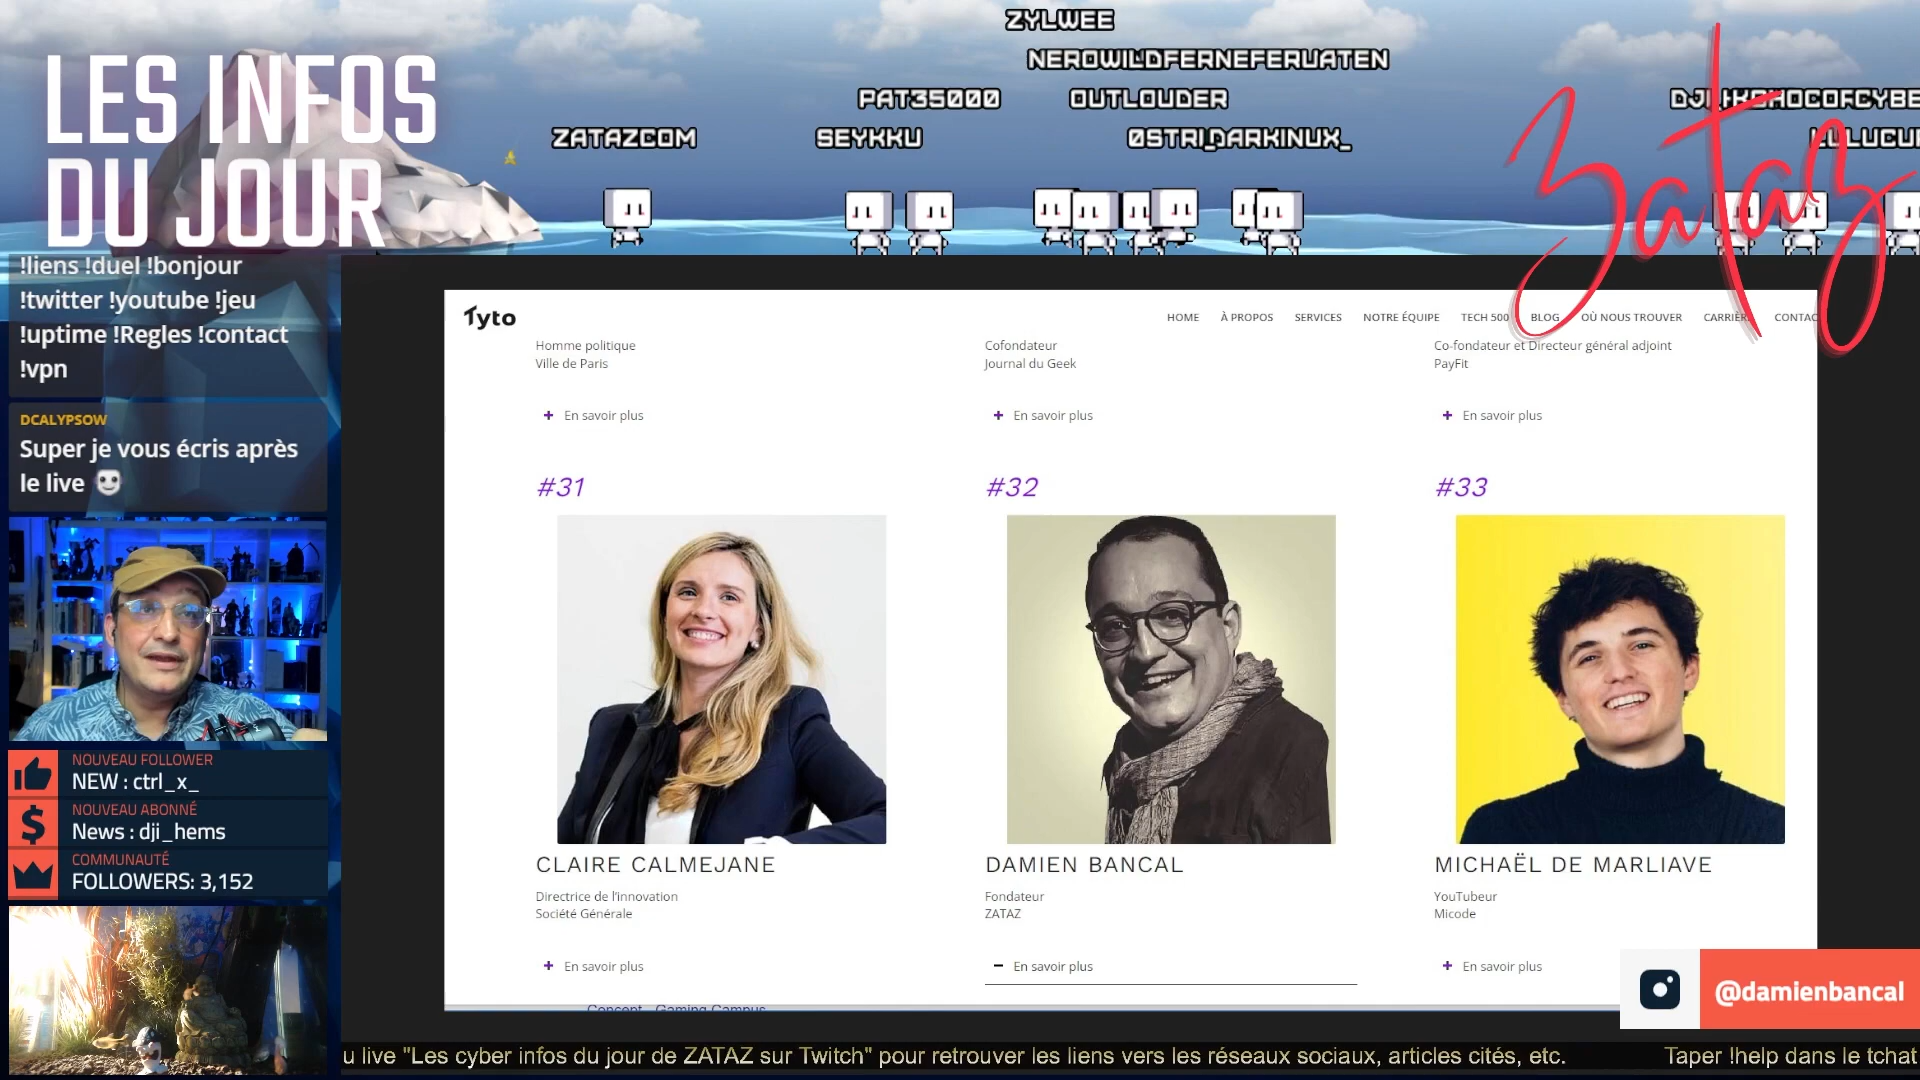 LES INFOS
DU JOUR
ZYLWEE
NEROWILDFERNEFERUATEN
PAT35000
OUTLOUDER
ZATAZCOM
SEYKKU
0STRI_DARKINUX_
Zataz
!liens !duel !bonjour
!twitter !youtube !jeu
!uptime !Regles !contact
!vpn
DCALYPSOW
Super je vous écris après
le live
NOUVEAU FOLLOWER
NEW : ctrl_x_
NOUVEAU ABONNÉ
News : dji_hems
COMMUNAUTÉ
FOLLOWERS: 3,152
Tyto
HOME À PROPOS SERVICES NOTRE ÉQUIPE TECH 500 BLOG OÙ NOUS TROUVER CARRIÈRE CONTAC
Homme politique
Ville de Paris
Cofondateur
Journal du Geek
Co-fondateur et Directeur général adjoint
PayFit
+ En savoir plus
+ En savoir plus
+ En savoir plus
#31
#32
#33
CLAIRE CALMEJANE
Directrice de l'innovation
Société Générale
+ En savoir plus
DAMIEN BANCAL
Fondateur
ZATAZ
− En savoir plus
MICHAËL DE MARLIAVE
YouTubeur
Micode
+ En savoir plus
Concept - Gaming Campus
@damienbancal
u live "Les cyber infos du jour de ZATAZ sur Twitch" pour retrouver les liens vers les réseaux sociaux, articles cités, etc. Taper !help dans le tchat